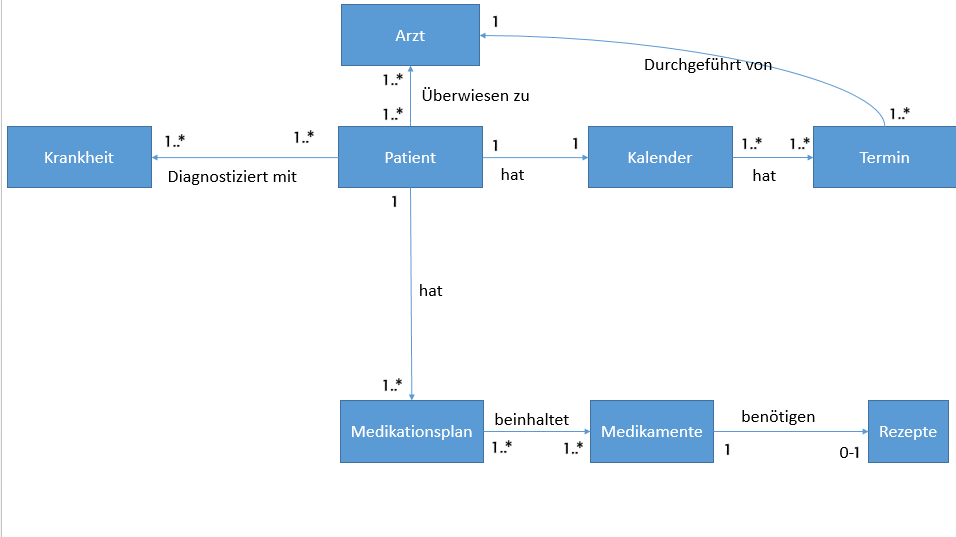 Arzt
1
Durchgeführt von
1..*
Überwiesen zu
1..*
1..*
Krankheit
1..*
1..*
Diagnostiziert mit
Patient
1
1
hat
Kalender
1..*
1..*
hat
Termin
1
hat
1..*
Medikationsplan
beinhaltet
1..*
1..*
Medikamente
benötigen
1
0-1
Rezepte